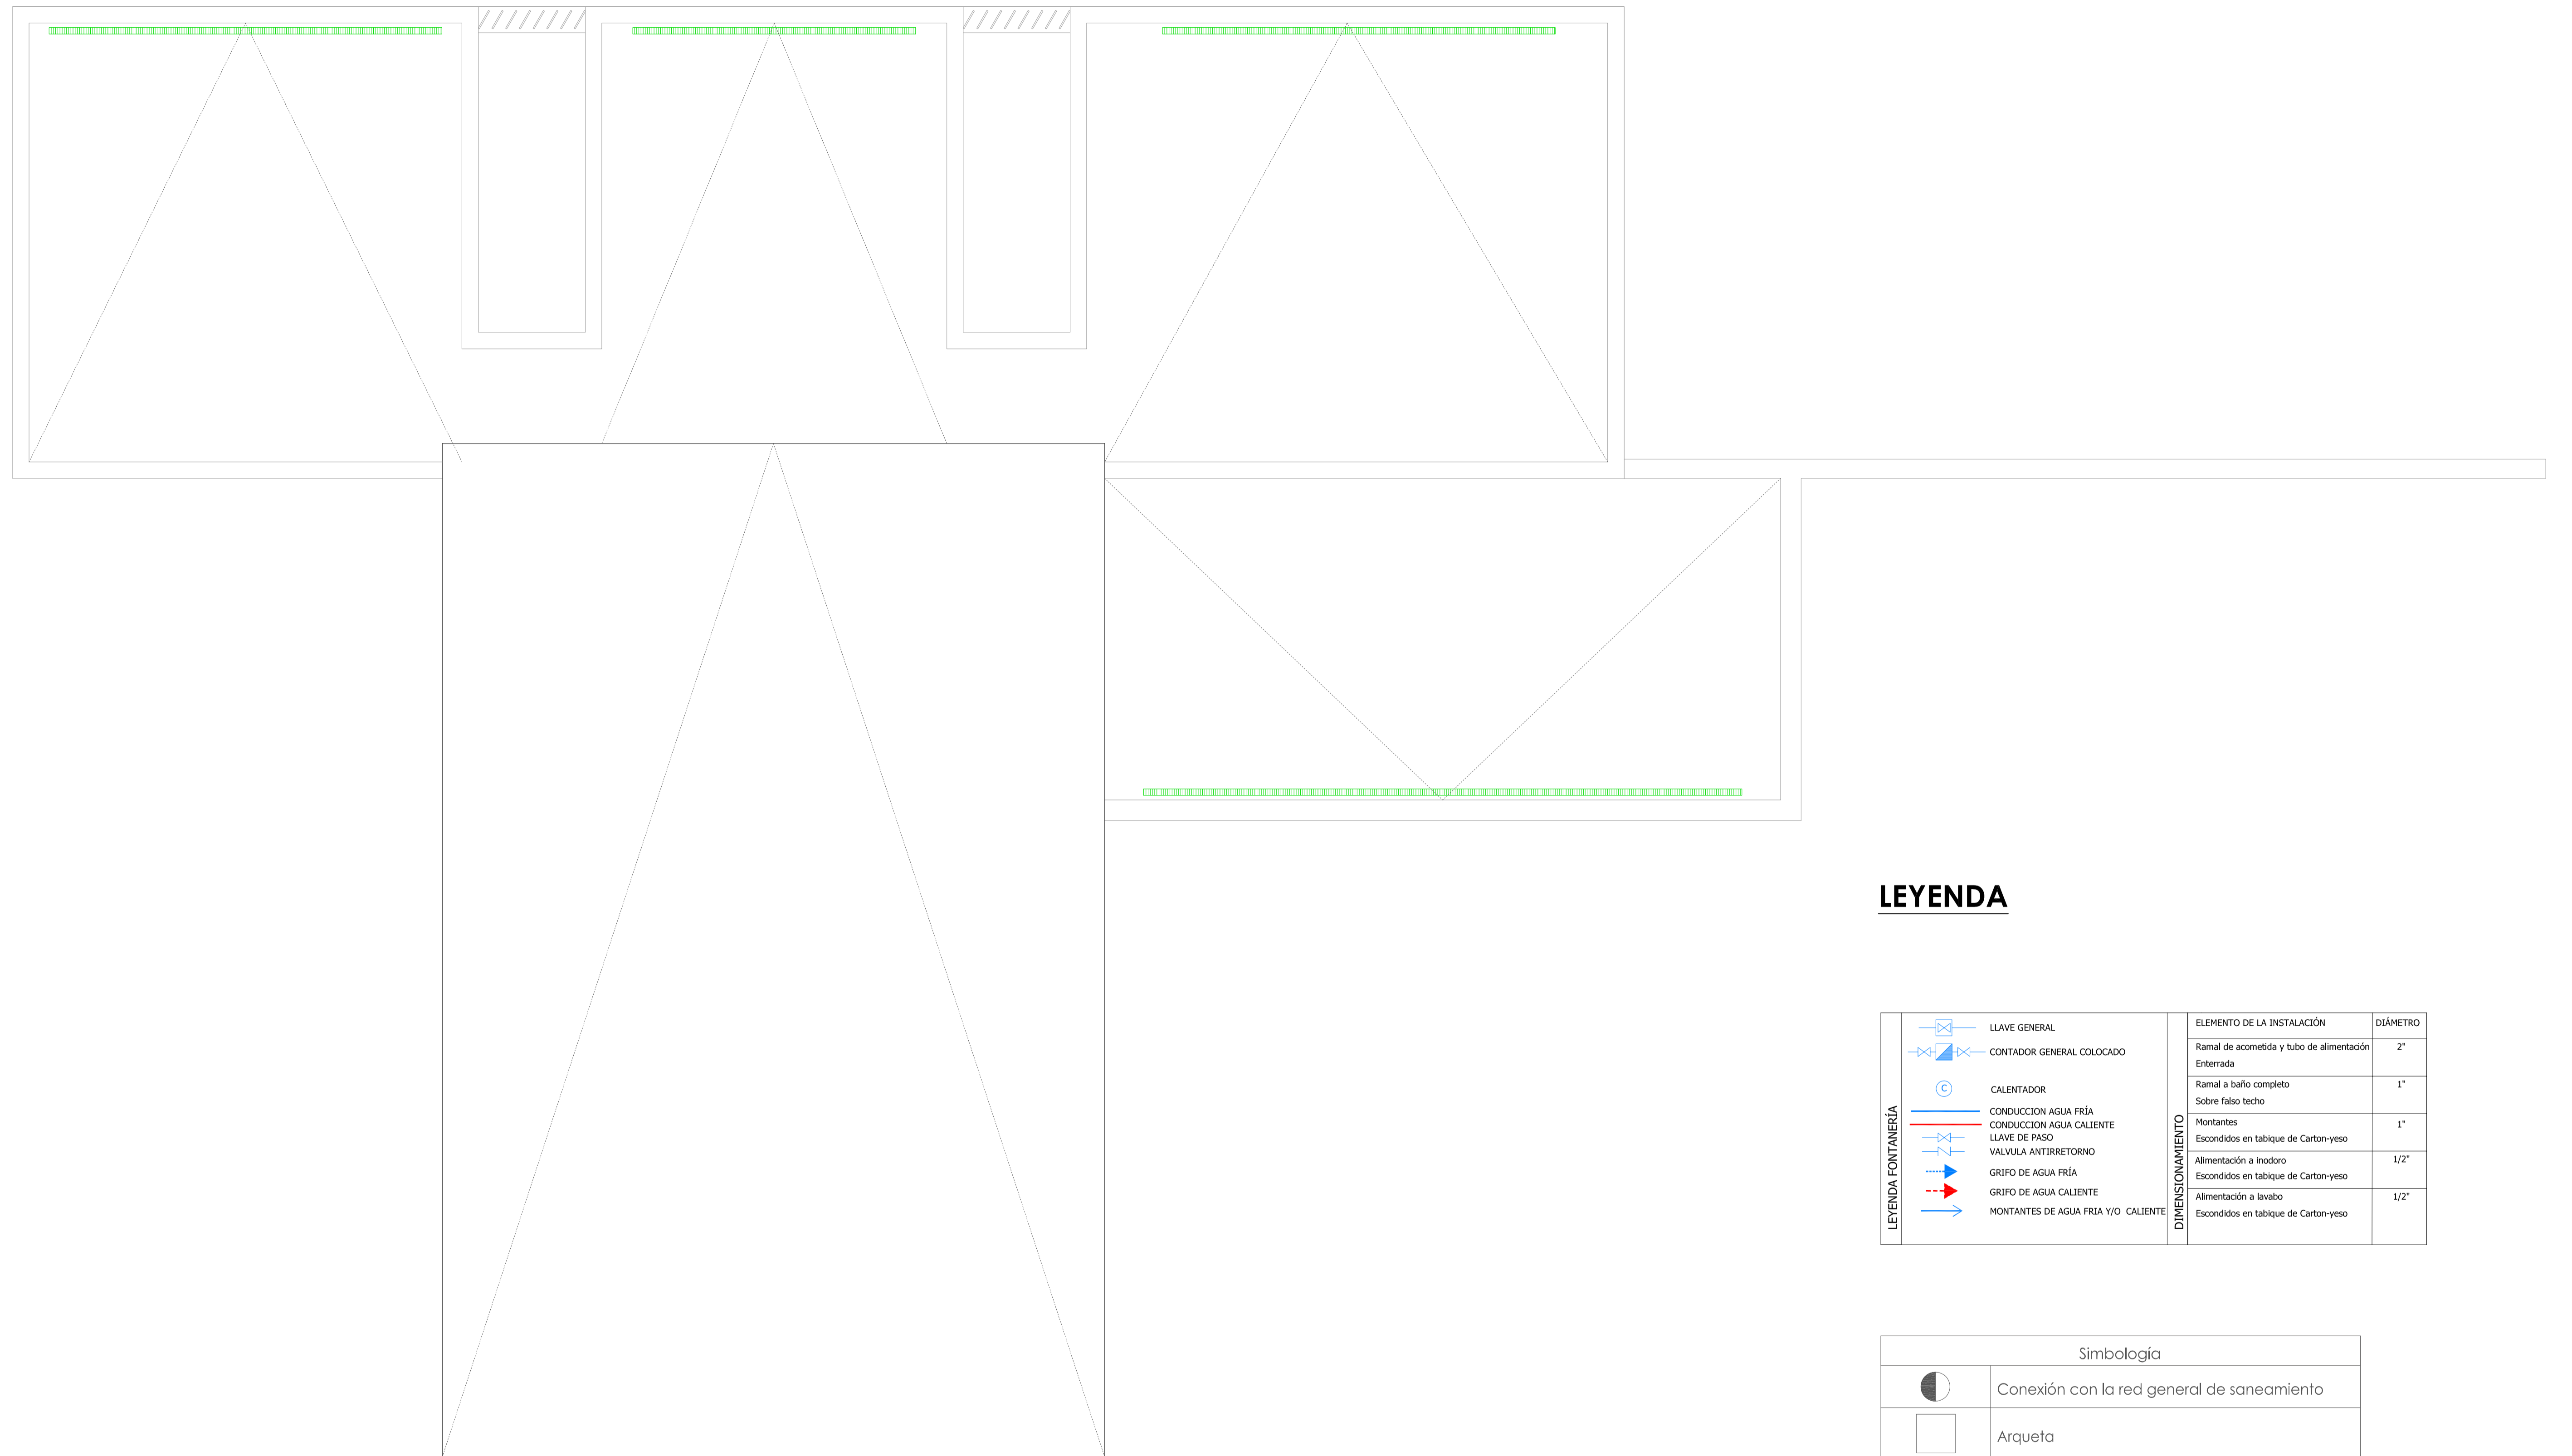 LEYENDA
LEYENDA FONTANERÍA
LLAVE GENERAL
CONTADOR GENERAL COLOCADO
C
CALENTADOR
CONDUCCION AGUA FRÍA
CONDUCCION AGUA CALIENTE
LLAVE DE PASO
VALVULA ANTIRRETORNO
GRIFO DE AGUA FRÍA
GRIFO DE AGUA CALIENTE
MONTANTES DE AGUA FRIA Y/O CALIENTE
DIMENSIONAMIENTO
ELEMENTO DE LA INSTALACIÓN DIÁMETRO
Ramal de acometida y tubo de alimentación 2"
Enterrada
Ramal a baño completo 1"
Sobre falso techo
Montantes 1"
Escondidos en tabique de Carton-yeso
Alimentación a inodoro 1/2"
Escondidos en tabique de Carton-yeso
Alimentación a lavabo 1/2"
Escondidos en tabique de Carton-yeso
Simbología
Conexión con la red general de saneamiento
Arqueta